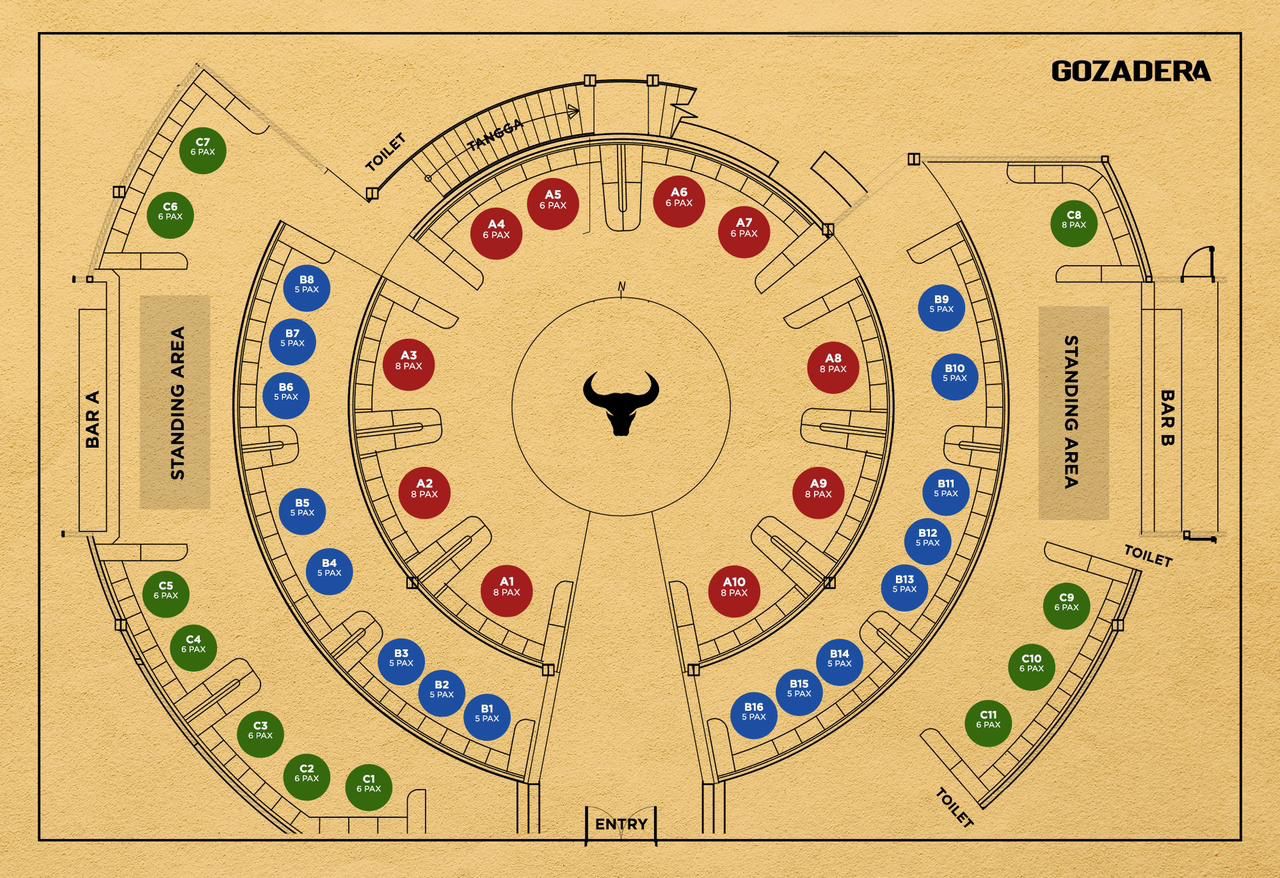 GOZADERA
TOILET
TANGGA
C7
6 PAX
C6
6 PAX
A4
6 PAX
A5
6 PAX
A6
6 PAX
A7
6 PAX
C8
8 PAX
B8
5 PAX
B7
5 PAX
B6
5 PAX
N
B9
5 PAX
B10
5 PAX
A3
8 PAX
A8
8 PAX
BAR A
STANDING AREA
STANDING AREA
BAR B
B5
5 PAX
B4
5 PAX
A2
8 PAX
A9
8 PAX
B11
5 PAX
B12
5 PAX
B13
5 PAX
TOILET
C5
6 PAX
C4
6 PAX
A1
8 PAX
A10
8 PAX
C9
6 PAX
C10
6 PAX
C11
6 PAX
B3
5 PAX
B2
5 PAX
B1
5 PAX
B14
5 PAX
B15
5 PAX
B16
5 PAX
C3
6 PAX
C2
6 PAX
C1
6 PAX
TOILET
ENTRY